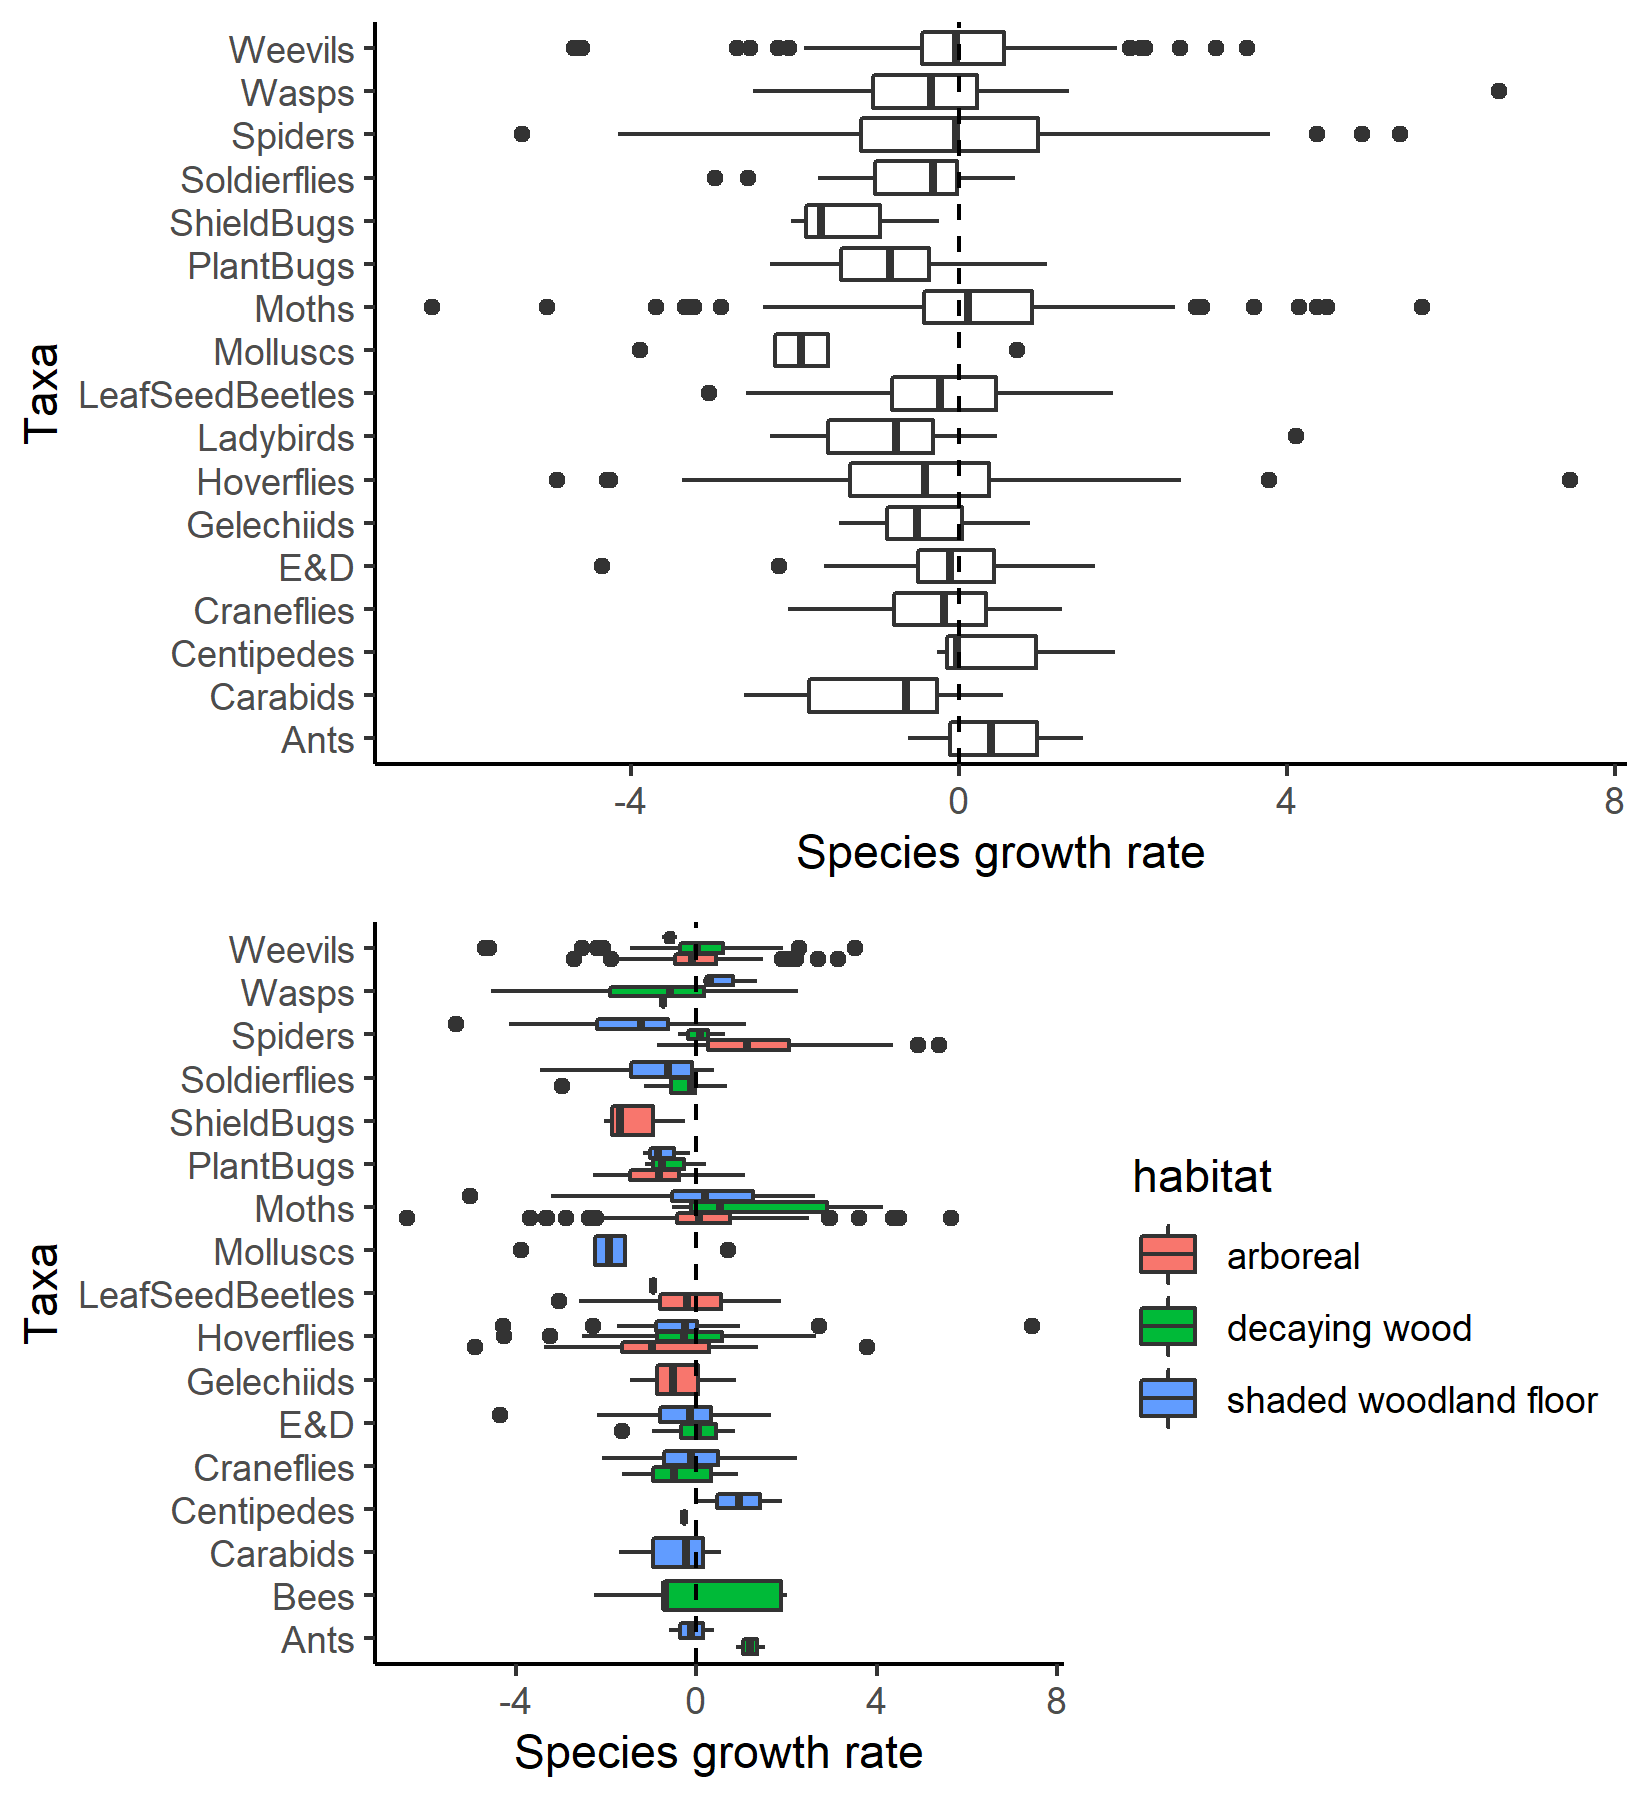 Weevils
Wasps
Spiders
Soldierflies
ShieldBugs
PlantBugs
Moths
Molluscs
LeafSeedBeetles
Ladybirds
Hoverflies
Gelechiids
E&D
Craneflies
Centipedes
Carabids
Ants
Taxa
-4 0 4 8
Species growth rate
Weevils
Wasps
Spiders
Soldierflies
ShieldBugs
PlantBugs
Moths
Molluscs
LeafSeedBeetles
Hoverflies
Gelechiids
E&D
Craneflies
Centipedes
Carabids
Bees
Ants
Taxa
-4 0 4 8
Species growth rate
habitat
arboreal
decaying wood
shaded woodland floor